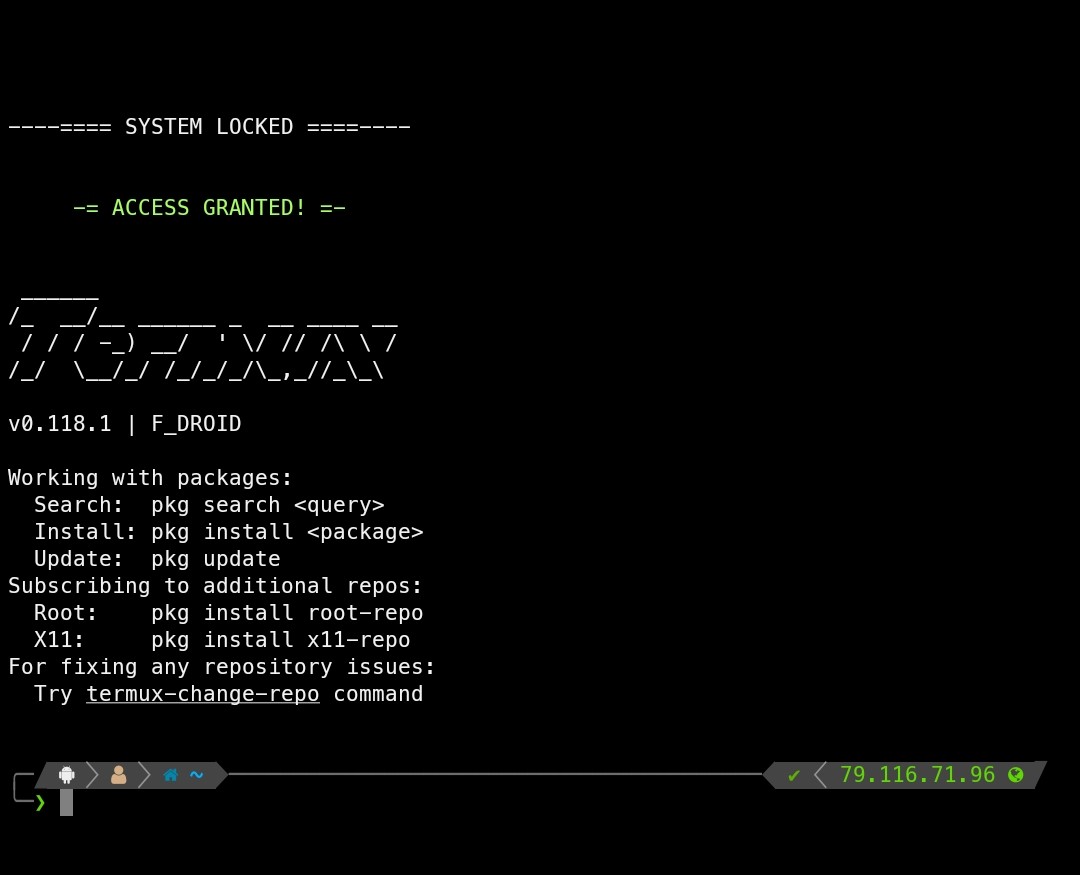 ----==== SYSTEM LOCKED ====----
-= ACCESS GRANTED! =-
 ______
/_  __/__ ______ _  __ ____ __
 / / / -_) __/  ' \/ // /\ \ /
/_/  \__/_/ /_/_/_/\_,_//_\_\
v0.118.1 | F_DROID
Working with packages:
  Search:  pkg search <query>
  Install: pkg install <package>
  Update:  pkg update
Subscribing to additional repos:
  Root:    pkg install root-repo
  X11:     pkg install x11-repo
For fixing any repository issues:
  Try termux-change-repo command
~ ✔ 79.116.71.96
❯